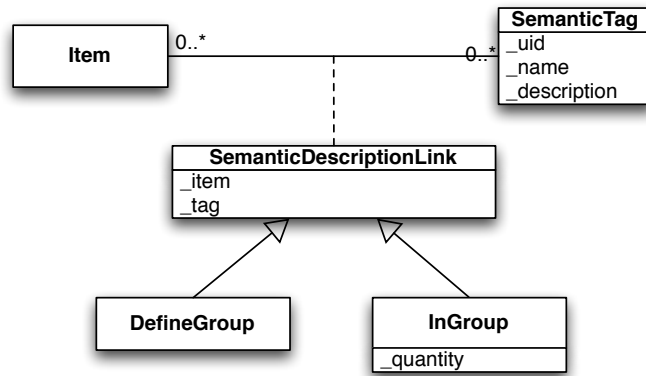 SemanticTag
_uid
_name
_description
Item
0..*
0..*
SemanticDescriptionLink
_item
_tag
DefineGroup
InGroup
_quantity